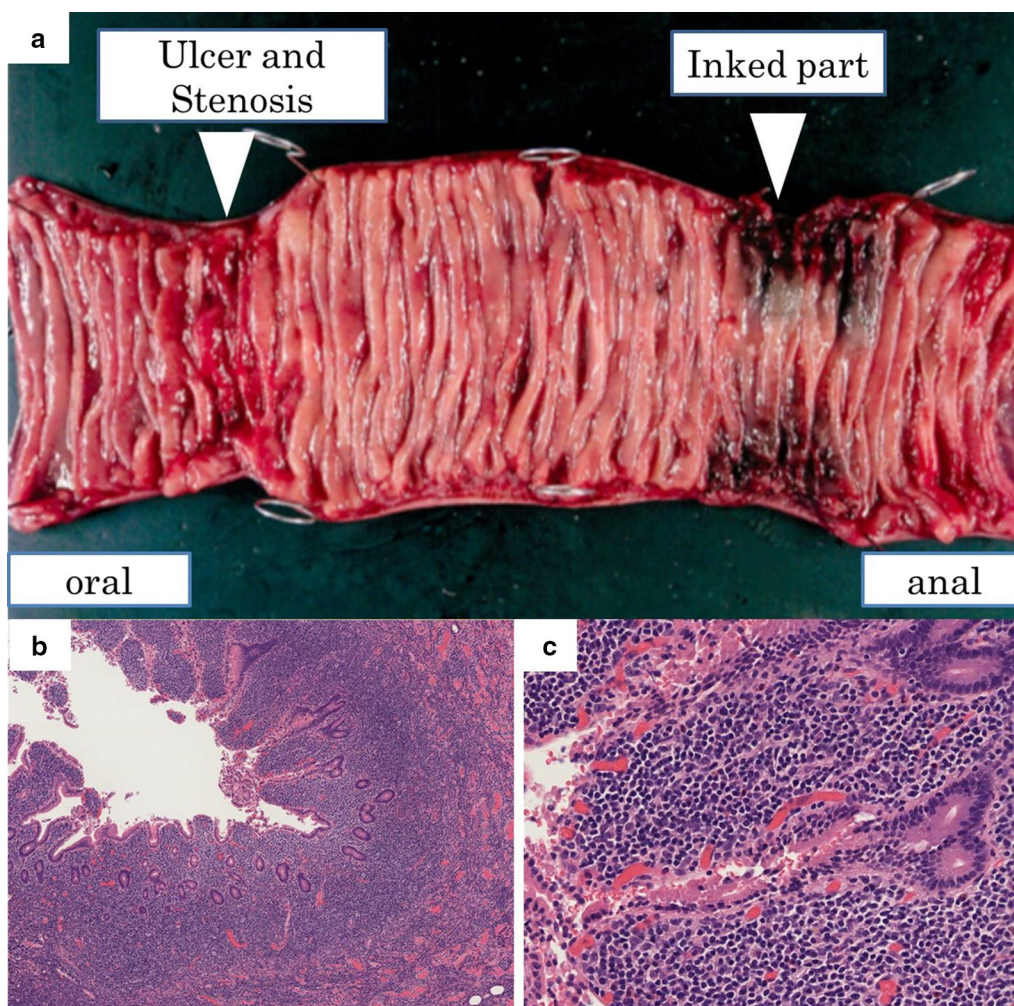 a
Ulcer and
Stenosis
Inked part
oral
anal
b
c